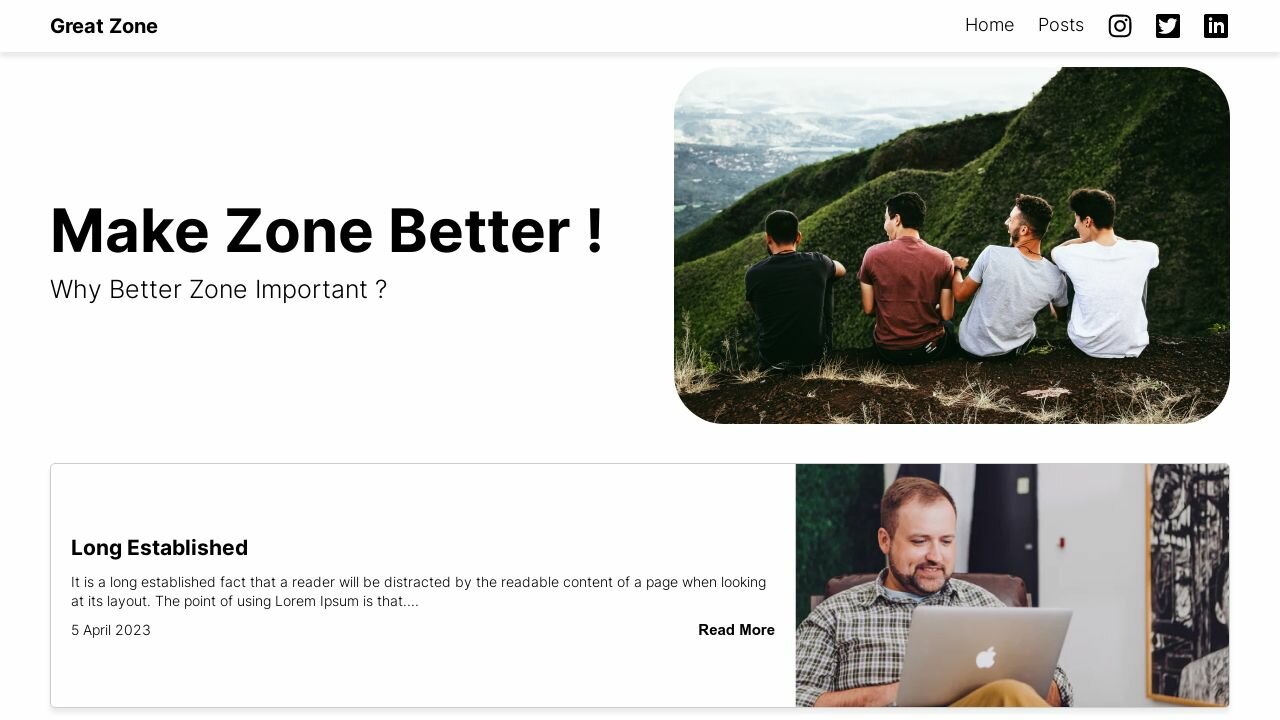 Great Zone
Home Posts
Make Zone Better !
Why Better Zone Important ?
Long Established
It is a long established fact that a reader will be distracted by the readable content of a page when looking
at its layout. The point of using Lorem Ipsum is that....
5 April 2023
Read More